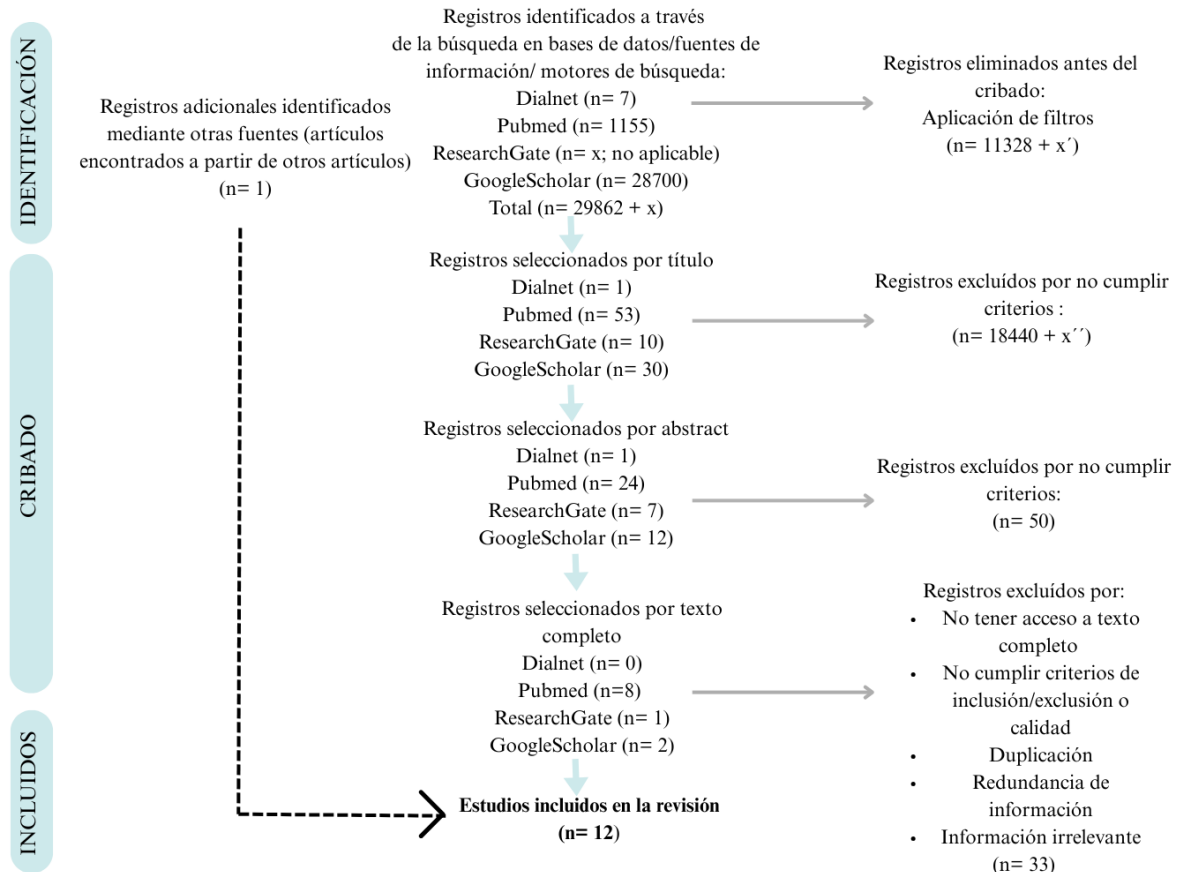 IDENTIFICACIÓN
Registros adicionales identificados
mediante otras fuentes (artículos
encontrados a partir de otros artículos)
(n= 1)
Registros identificados a través
de la búsqueda en bases de datos/fuentes de
información/ motores de búsqueda:
Dialnet (n= 7)
Pubmed (n= 1155)
ResearchGate (n= x; no aplicable)
GoogleScholar (n= 28700)
Total (n= 29862 + x)
Registros eliminados antes del
cribado:
Aplicación de filtros
(n= 11328 + x´)
CRIBADO
Registros seleccionados por título
Dialnet (n= 1)
Pubmed (n= 53)
ResearchGate (n= 10)
GoogleScholar (n= 30)
Registros excluídos por no cumplir
criterios :
(n= 18440 + x´´)
Registros seleccionados por abstract
Dialnet (n= 1)
Pubmed (n= 24)
ResearchGate (n= 7)
GoogleScholar (n= 12)
Registros excluídos por no cumplir
criterios:
(n= 50)
Registros seleccionados por texto
completo
Dialnet (n= 0)
Pubmed (n=8)
ResearchGate (n= 1)
GoogleScholar (n= 2)
Registros excluídos por:
• No tener acceso a texto
completo
• No cumplir criterios de
inclusión/exclusión o
calidad
• Duplicación
• Redundancia de
información
• Información irrelevante
(n= 33)
INCLUIDOS
Estudios incluidos en la revisión
(n= 12)